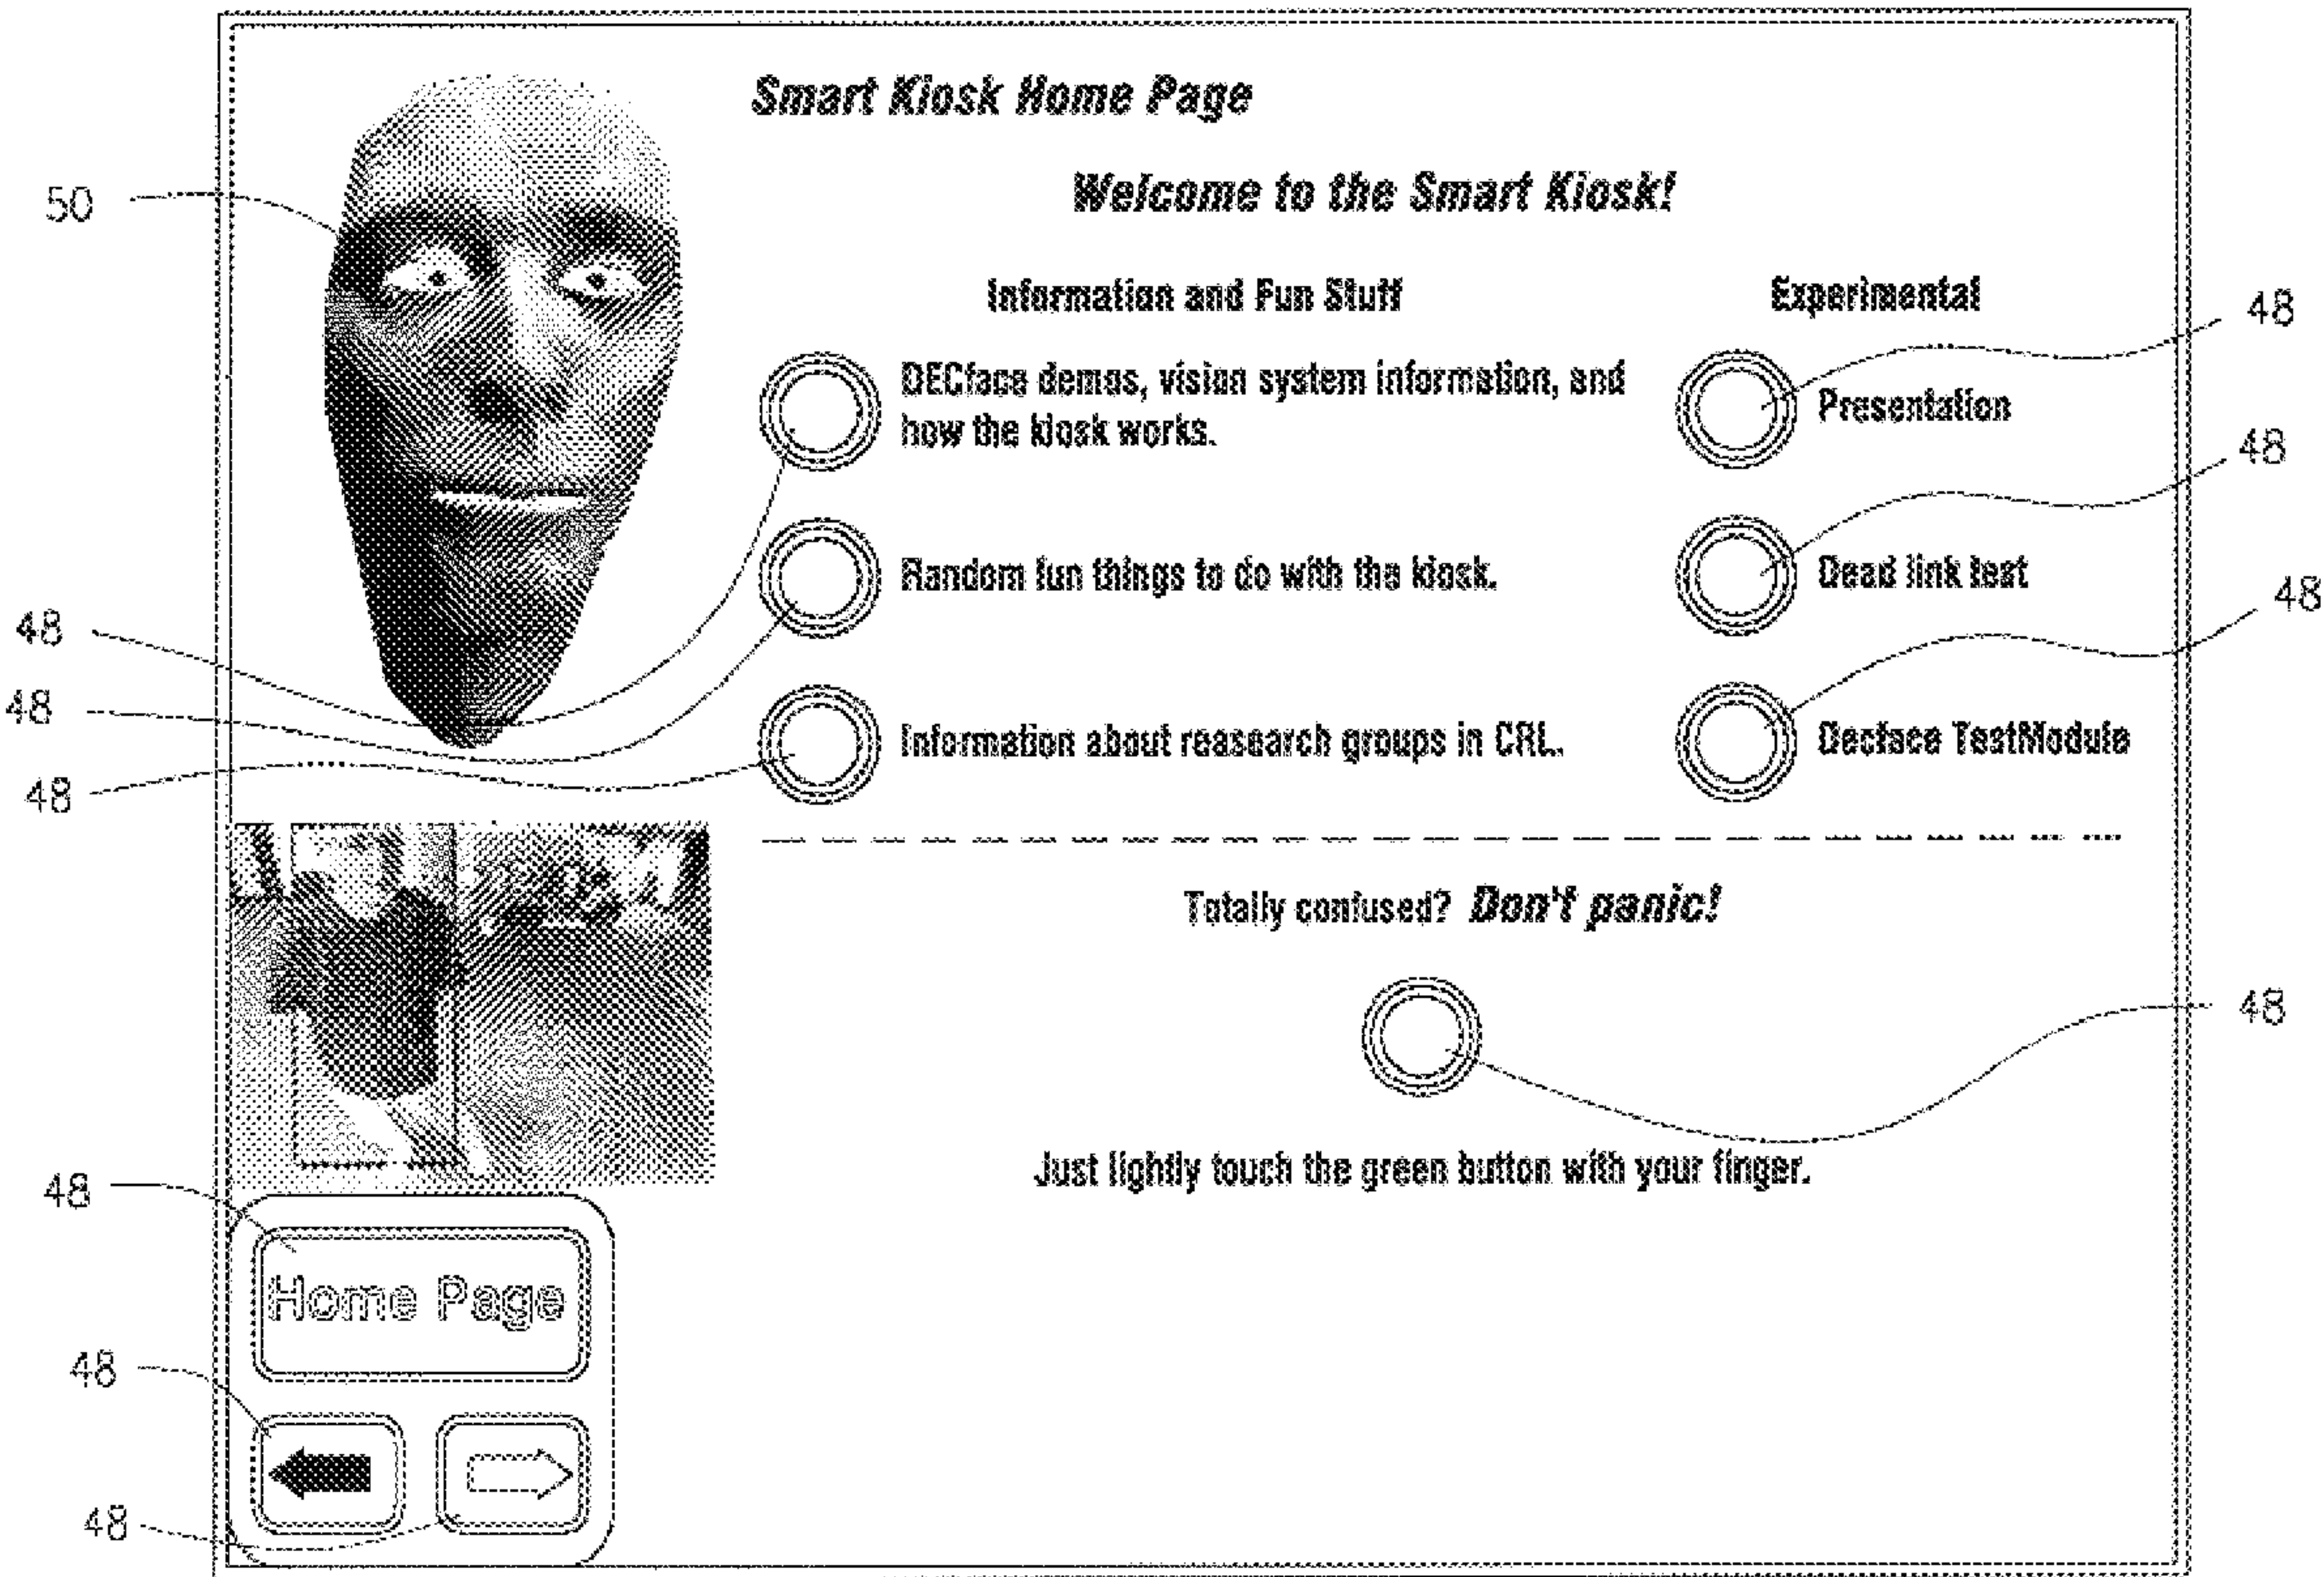 Smart Kiosk Home Page
Welcome to the Smart Kiosk!
50
Information and Fun Stuff
Experimental
48
DECface demos, vision system information, and
how the kiosk works.
Presentation
48
Random fun things to do with the kiosk.
Dead link test
48
48
48
Information about reasearch groups in CRL.
Decface TestModule
48
Totally confused? Don't panic!
48
Just lightly touch the green button with your finger.
48
Home Page
48
48